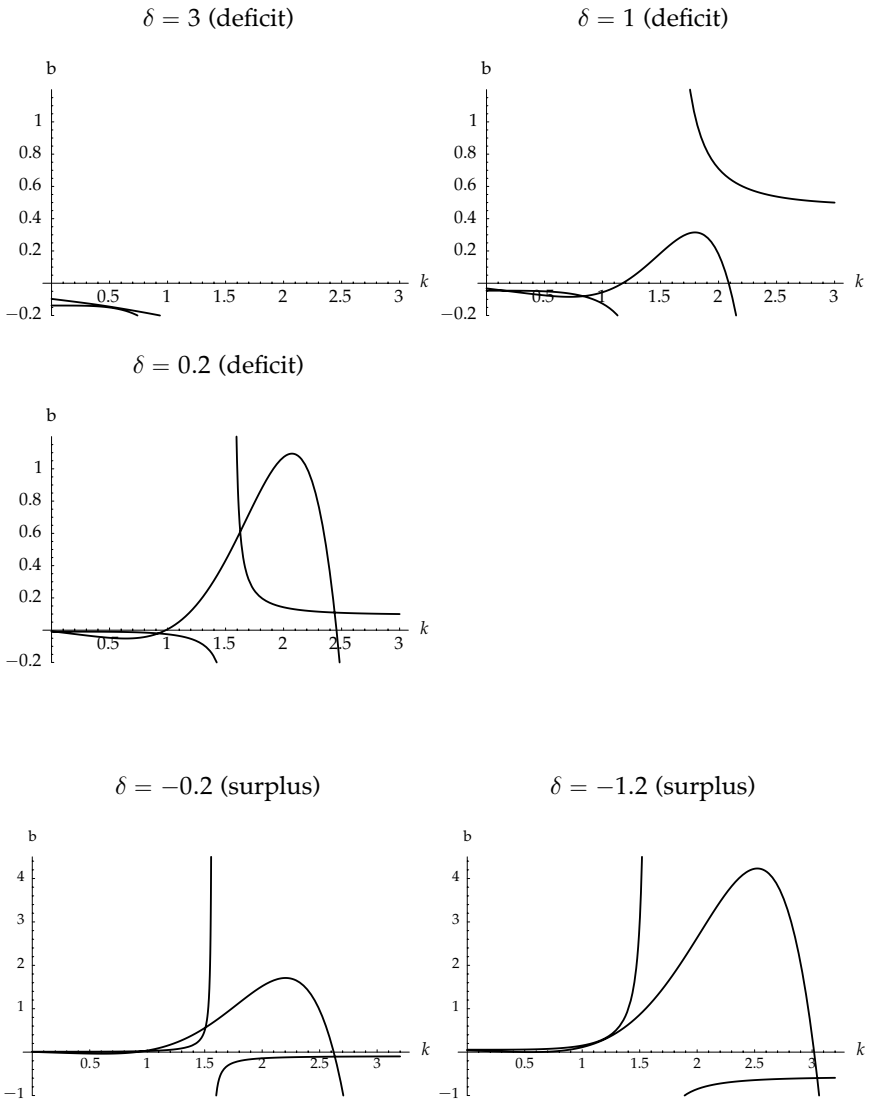 δ = 3 (deficit)
b
1
0.8
0.6
0.4
0.2
−0.2
0.5 1 1.5 2 2.5 3 k
δ = 1 (deficit)
b
1
0.8
0.6
0.4
0.2
−0.2
0.5 1 1.5 2 2.5 3 k
δ = 0.2 (deficit)
b
1
0.8
0.6
0.4
0.2
−0.2
0.5 1 1.5 2 2.5 3 k
δ = −0.2 (surplus)
b
4
3
2
1
−1
0.5 1 1.5 2 2.5 3 k
δ = −1.2 (surplus)
b
4
3
2
1
−1
0.5 1 1.5 2 2.5 3 k